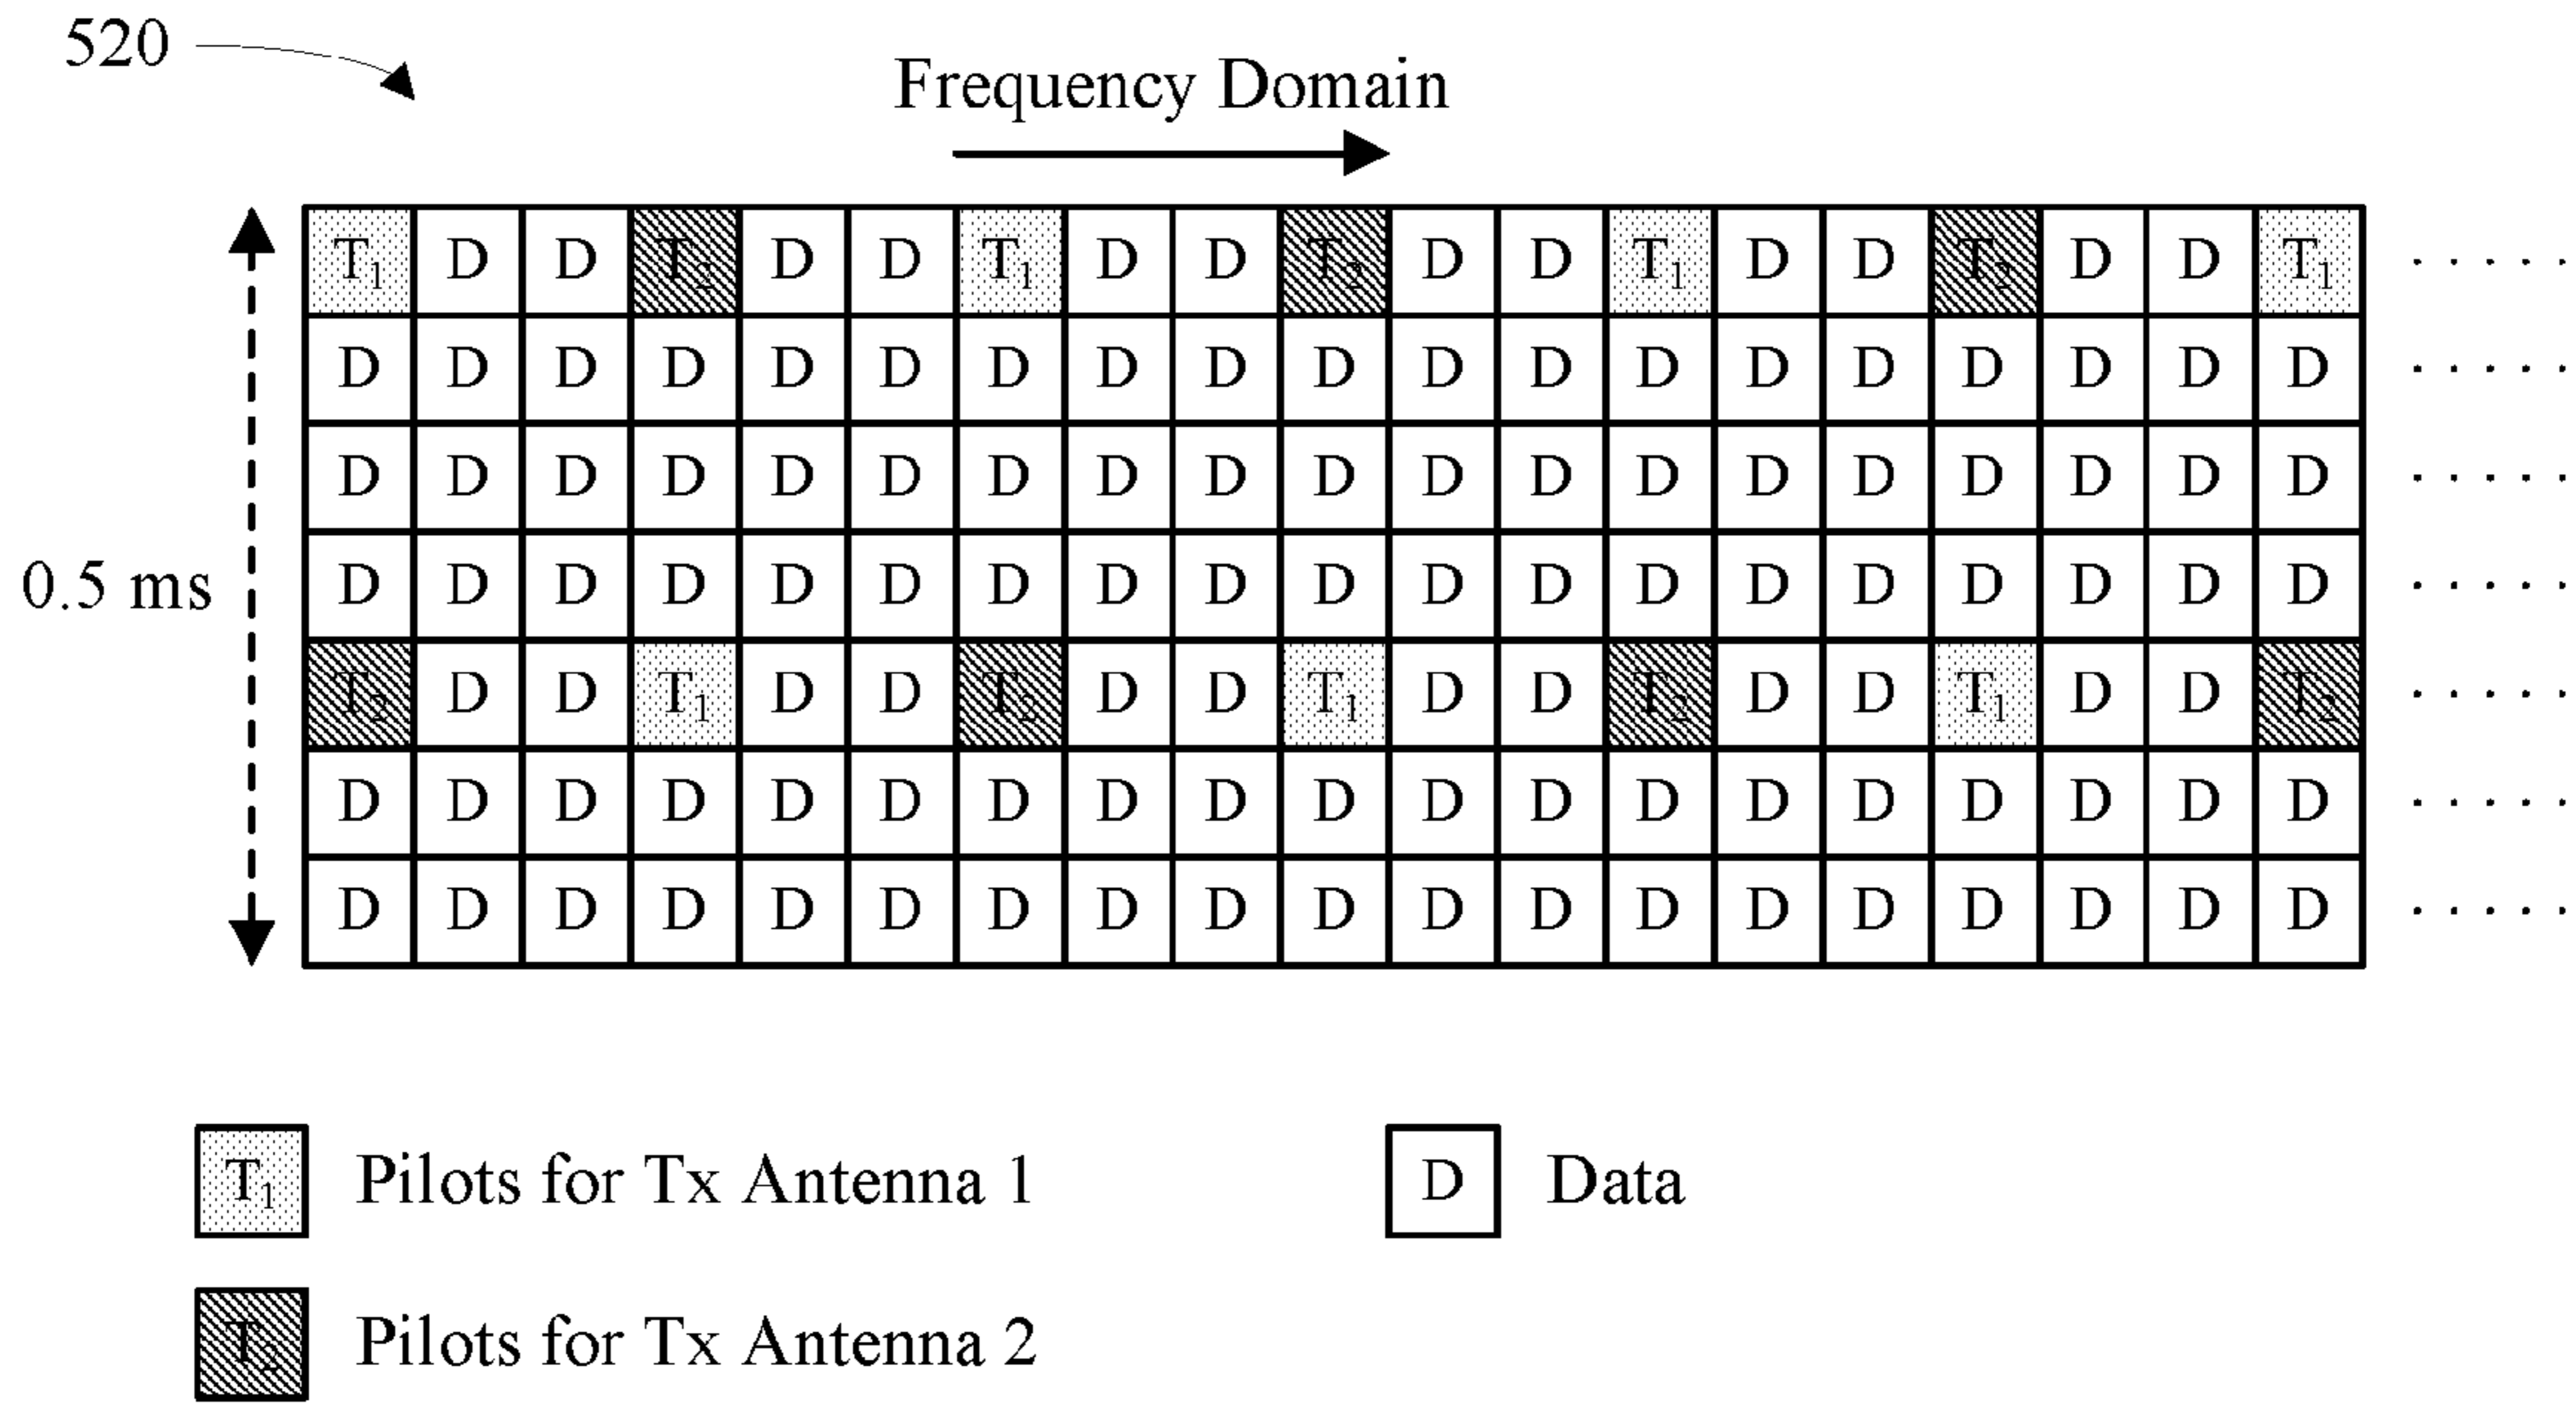 520
Frequency Domain
T1 D D T2 D D T1 D D T2 D D T1 D D T2 D D T1 . . . . .
D D D D D D D D D D D D D D D D D D D . . . . .
D D D D D D D D D D D D D D D D D D D . . . . .
0.5 ms D D D D D D D D D D D D D D D D D D D . . . . .
T2 D D T1 D D T2 D D T1 D D T2 D D T1 D D T2 . . . . .
D D D D D D D D D D D D D D D D D D D . . . . .
D D D D D D D D D D D D D D D D D D D . . . . .
T1 Pilots for Tx Antenna 1 D Data
T2 Pilots for Tx Antenna 2